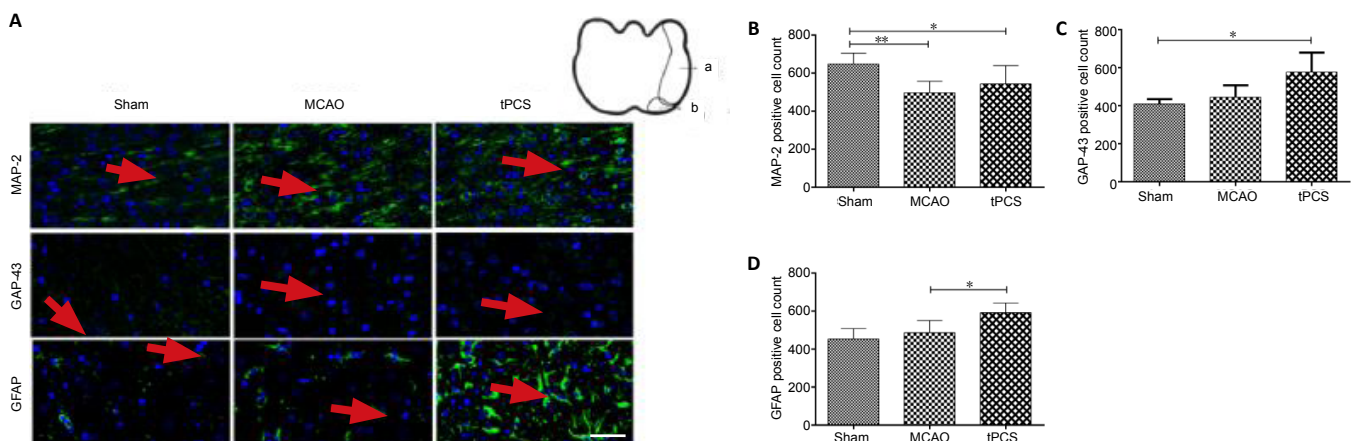 A
a
b
Sham MCAO tPCS
MAP-2
GAP-43
GFAP
B
MAP-2 positive cell count
800
600
400
200
0
*
**
Sham MCAO tPCS
C
GAP-43 positive cell count
800
600
400
200
0
*
Sham MCAO tPCS
D
GFAP positive cell count
800
600
400
200
0
*
Sham MCAO tPCS